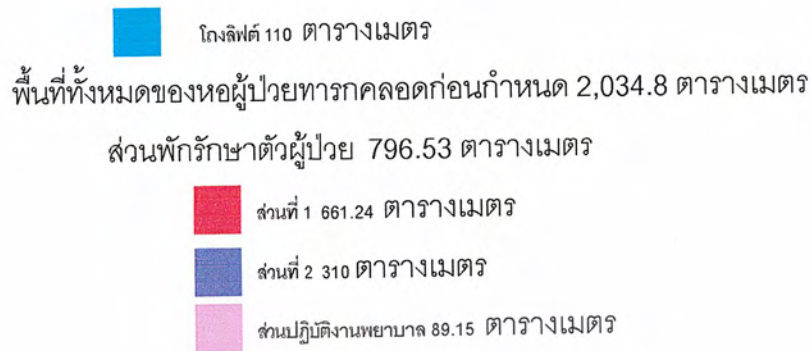 โถงลิฟต์ 110 ตารางเมตร
พื้นที่ทั้งหมดของหอผู้ป่วยทารกคลอดก่อนกำหนด 2,034.8 ตารางเมตร
ส่วนพักรักษาตัวผู้ป่วย 796.53 ตารางเมตร
ส่วนที่ 1 661.24 ตารางเมตร
ส่วนที่ 2 310 ตารางเมตร
ส่วนปฏิบัติงานพยาบาล 89.15 ตารางเมตร